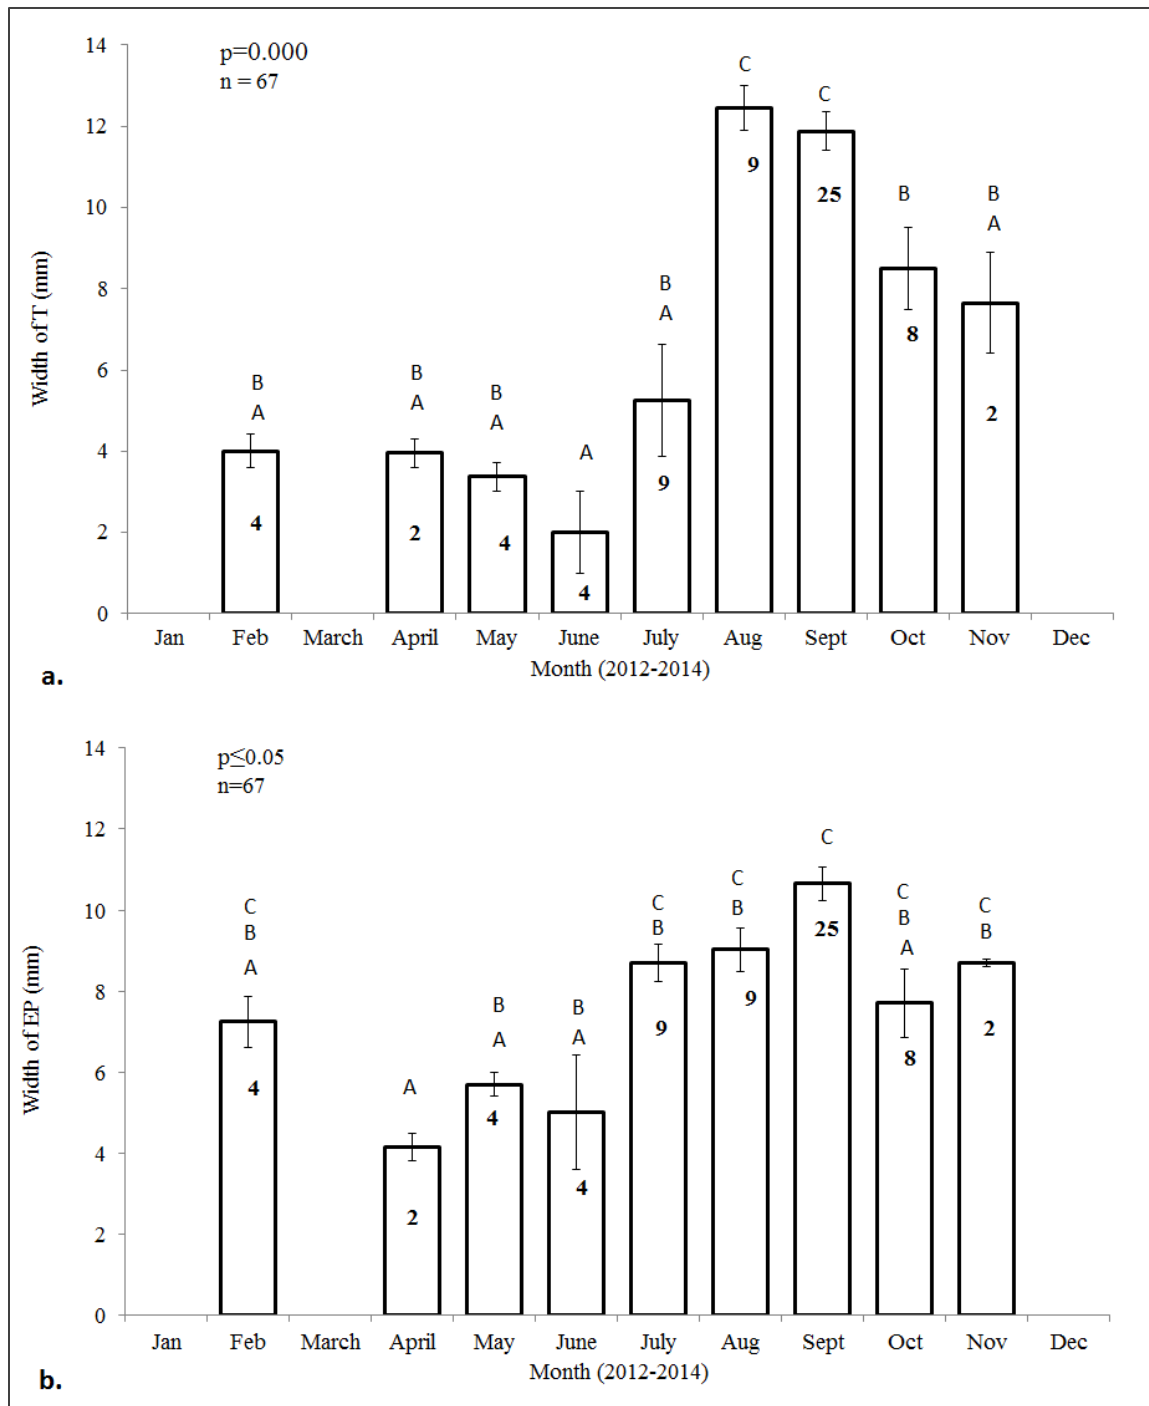 p=0.000
n = 67
Width of T (mm)
14
12
10
8
6
4
2
0
B
A
4
B
A
2
B
A
4
A
4
B
A
9
C
9
C
25
B
8
B
A
2
Jan Feb March April May June July Aug Sept Oct Nov Dec
Month (2012-2014)
a.
p≤0.05
n=67
Width of EP (mm)
14
12
10
8
6
4
2
0
C
B
A
4
A
2
B
A
4
B
A
4
C
B
9
C
B
9
C
25
C
B
A
8
C
B
2
Jan Feb March April May June July Aug Sept Oct Nov Dec
Month (2012-2014)
b.